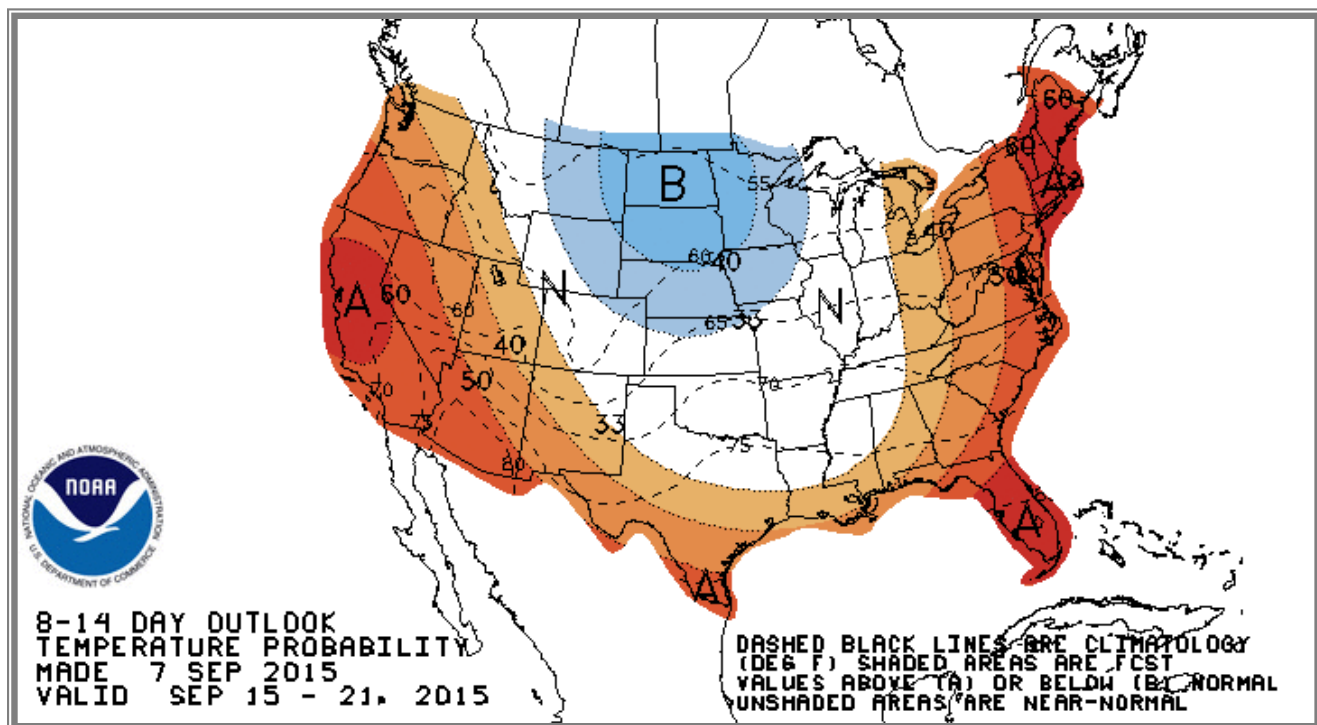 B
55
60
40
65
33
N
N
A
60
60
40
50
70
75
80
33
70
75
60
60
A
40
A
A
NOAA
NATIONAL OCEANIC AND ATMOSPHERIC ADMINISTRATION
U.S. DEPARTMENT OF COMMERCE
8-14 DAY OUTLOOK
TEMPERATURE PROBABILITY
MADE 7 SEP 2015
VALID SEP 15 - 21, 2015
DASHED BLACK LINES ARE CLIMATOLOGY
(DEG F) SHADED AREAS ARE FCST
VALUES ABOVE (A) OR BELOW (B) NORMAL
UNSHADED AREAS ARE NEAR-NORMAL